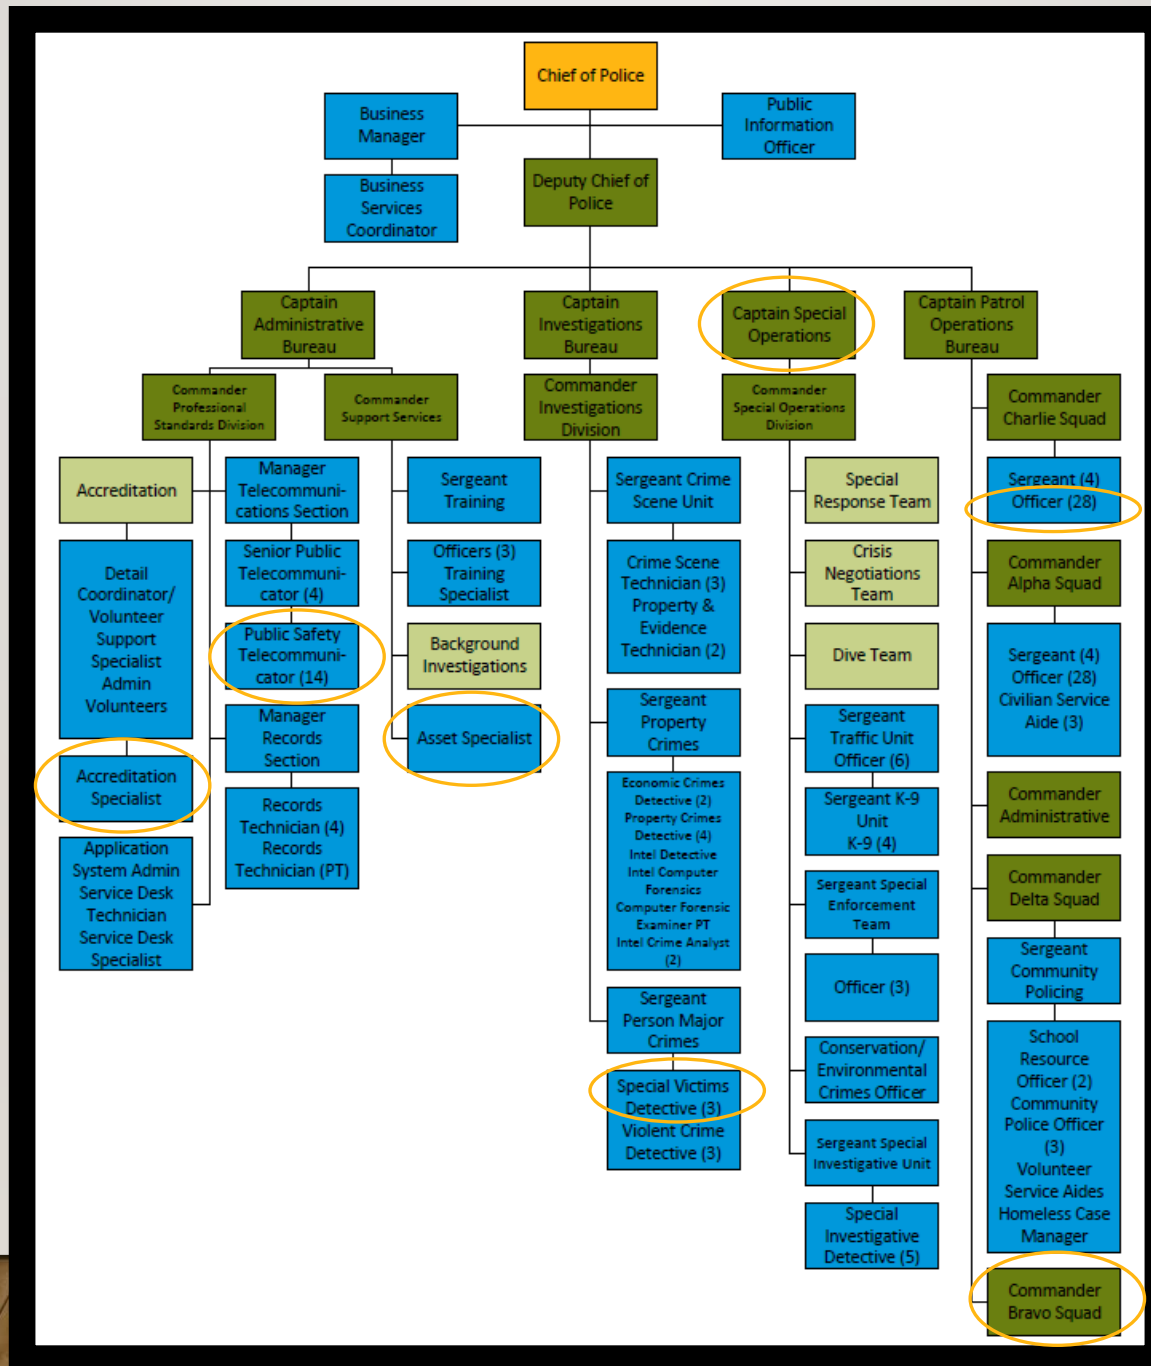 Chief of Police
Business
Manager
Public
Information
Officer
Business
Services
Coordinator
Deputy Chief of
Police
Captain
Administrative
Bureau
Captain
Investigations
Bureau
Captain Special
Operations
Captain Patrol
Operations
Bureau
Commander
Professional
Standards Division
Commander
Support Services
Commander
Investigations
Division
Commander
Special Operations
Division
Commander
Charlie Squad
Accreditation
Manager
Telecommuni-
cations Section
Sergeant
Training
Sergeant Crime
Scene Unit
Special
Response Team
Sergeant (4)
Officer (28)
Detail
Coordinator/
Volunteer
Support
Specialist
Admin
Volunteers
Senior Public
Telecommuni-
cator (4)
Officers (3)
Training
Specialist
Crime Scene
Technician (3)
Property &
Evidence
Technician (2)
Crisis
Negotiations
Team
Commander
Alpha Squad
Public Safety
Telecommuni-
cator (14)
Background
Investigations
Dive Team
Sergeant (4)
Officer (28)
Civilian Service
Aide (3)
Accreditation
Specialist
Manager
Records
Section
Asset Specialist
Sergeant
Property
Crimes
Sergeant
Traffic Unit
Officer (6)
Records
Technician (4)
Records
Technician (PT)
Economic Crimes
Detective (2)
Property Crimes
Detective (4)
Intel Detective
Intel Computer
Forensics
Computer Forensic
Examiner PT
Intel Crime Analyst
(2)
Sergeant K-9
Unit
K-9 (4)
Commander
Administrative
Application
System Admin
Service Desk
Technician
Service Desk
Specialist
Sergeant Special
Enforcement
Team
Commander
Delta Squad
Officer (3)
Sergeant
Community
Policing
Sergeant
Person Major
Crimes
Conservation/
Environmental
Crimes Officer
School
Resource
Officer (2)
Community
Police Officer
(3)
Volunteer
Service Aides
Homeless Case
Manager
Special Victims
Detective (3)
Violent Crime
Detective (3)
Sergeant Special
Investigative Unit
Special
Investigative
Detective (5)
Commander
Bravo Squad